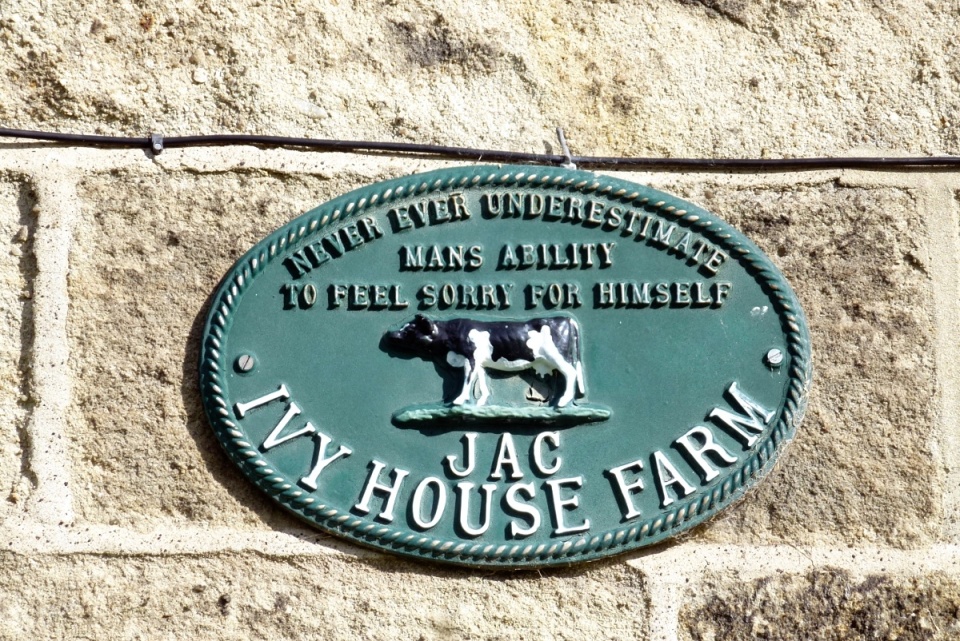 NEVER EVER UNDERESTIMATE
MANS ABILITY
TO FEEL SORRY FOR HIMSELF
JAC
IVY HOUSE FARM